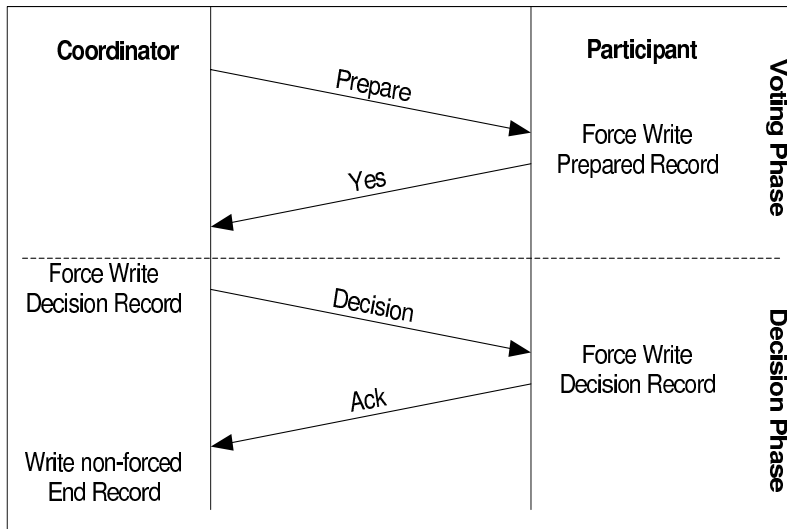 Coordinator
Participant
Voting Phase
Prepare
Force Write
Prepared Record
Yes
Force Write
Decision Record
Decision
Force Write
Decision Record
Decision Phase
Ack
Write non-forced
End Record